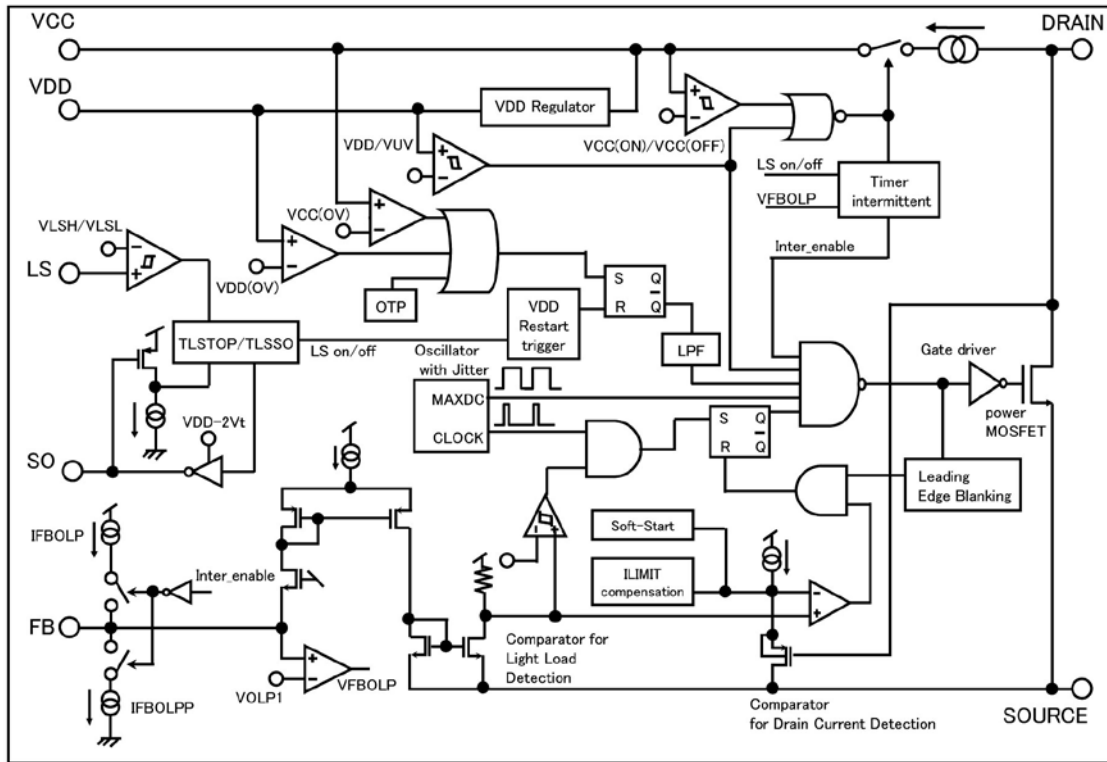 VCC
DRAIN
VDD
VDD Regulator
VDD/VUV
VCC(ON)/VCC(OFF)
LS on/off
VFBOLP
Timer
intermittent
VLSH/VLSL
VCC(OV)
Inter_enable
LS
VDD(OV)
OTP
S Q
R Q
VDD
Restart
trigger
TLSTOP/TLSSO
LS on/off
Oscillator
with Jitter
LPF
Gate driver
MAXDC
CLOCK
S Q
R Q
power
MOSFET
VDD-2Vt
SO
Leading
Edge Blanking
IFBOLP
Soft-Start
Inter_enable
ILIMIT
compensation
FB
Comparator for
Light Load
Detection
VOLP1
VFBOLP
IFBOLPP
Comparator
for Drain Current Detection
SOURCE